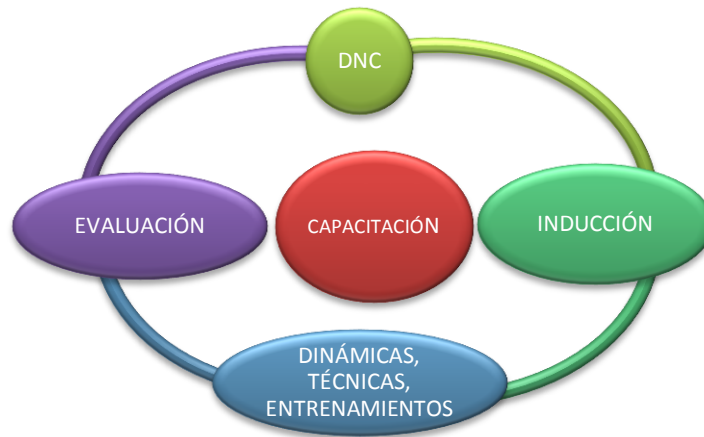 DNC
EVALUACIÓN
CAPACITACIÓN
INDUCCIÓN
DINÁMICAS,
TÉCNICAS,
ENTRENAMIENTOS